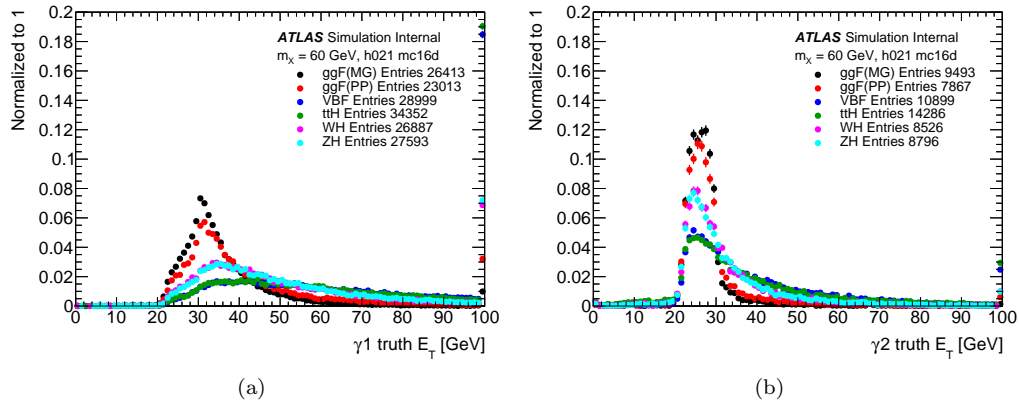 Normalized to 1
0.2
0.18
0.16
0.14
0.12
0.1
0.08
0.06
0.04
0.02
0
ATLAS Simulation Internal
m_X = 60 GeV, h021 mc16d
ggF(MG) Entries 26413
ggF(PP) Entries 23013
VBF Entries 28999
ttH Entries 34352
WH Entries 26887
ZH Entries 27593
0 10 20 30 40 50 60 70 80 90 100
γ1 truth E_T [GeV]
(a)
Normalized to 1
0.2
0.18
0.16
0.14
0.12
0.1
0.08
0.06
0.04
0.02
0
ATLAS Simulation Internal
m_X = 60 GeV, h021 mc16d
ggF(MG) Entries 9493
ggF(PP) Entries 7867
VBF Entries 10899
ttH Entries 14286
WH Entries 8526
ZH Entries 8796
0 10 20 30 40 50 60 70 80 90 100
γ2 truth E_T [GeV]
(b)